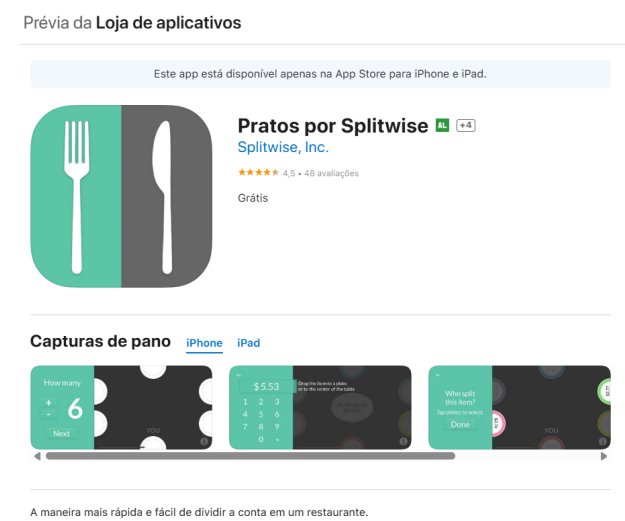 Prévia da Loja de aplicativos
Este app está disponível apenas na App Store para iPhone e iPad.
Pratos por Splitwise AL +4
Splitwise, Inc.
4,5 • 48 avaliações
Grátis
Capturas de pano iPhone iPad
How many
+
-
6
Next
YOU
$5.53
Drag the item to a plate,
or to the center of the table
1 2 3
4 5 6
7 8 9
0
Who split
this item?
Tap plates to select
Done
YOU
A maneira mais rápida e fácil de dividir a conta em um restaurante.